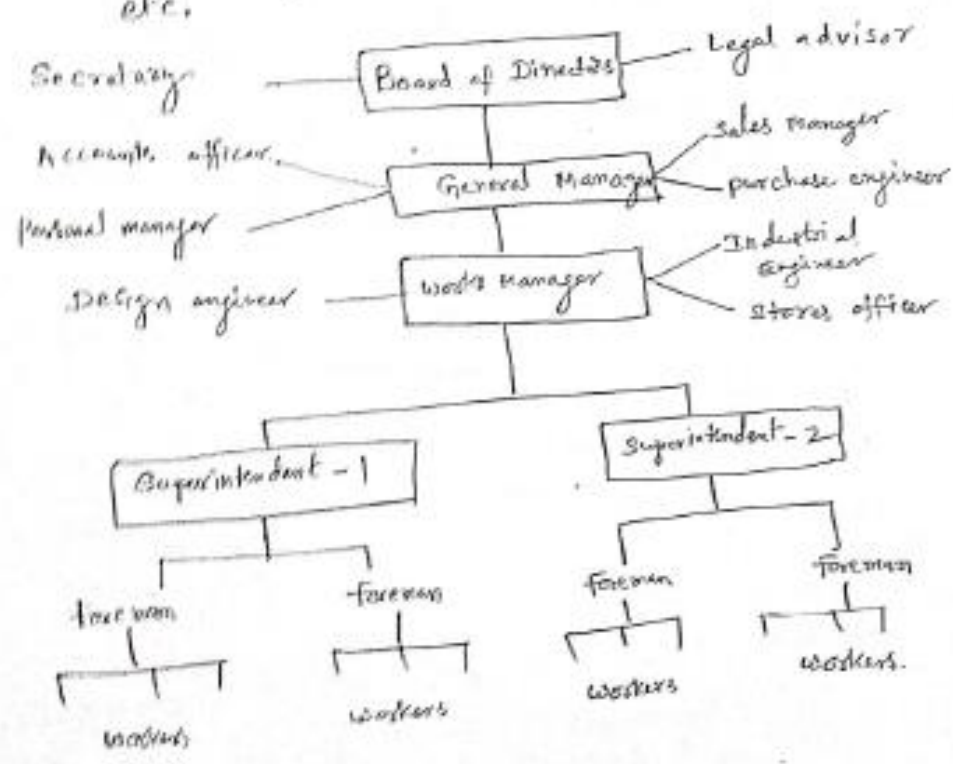 etc.
Legal advisor
Secretary
Board of Directors
Sales Manager
Accounts officer.
General Manager
purchase engineer
Personal manager
Industrial
Engineer
Works Manager
Design engineer
Stores officer
Superintendent - 2
Superintendent - 1
Foreman
Foreman
Foreman
Foreman
workers.
workers
workers
workers